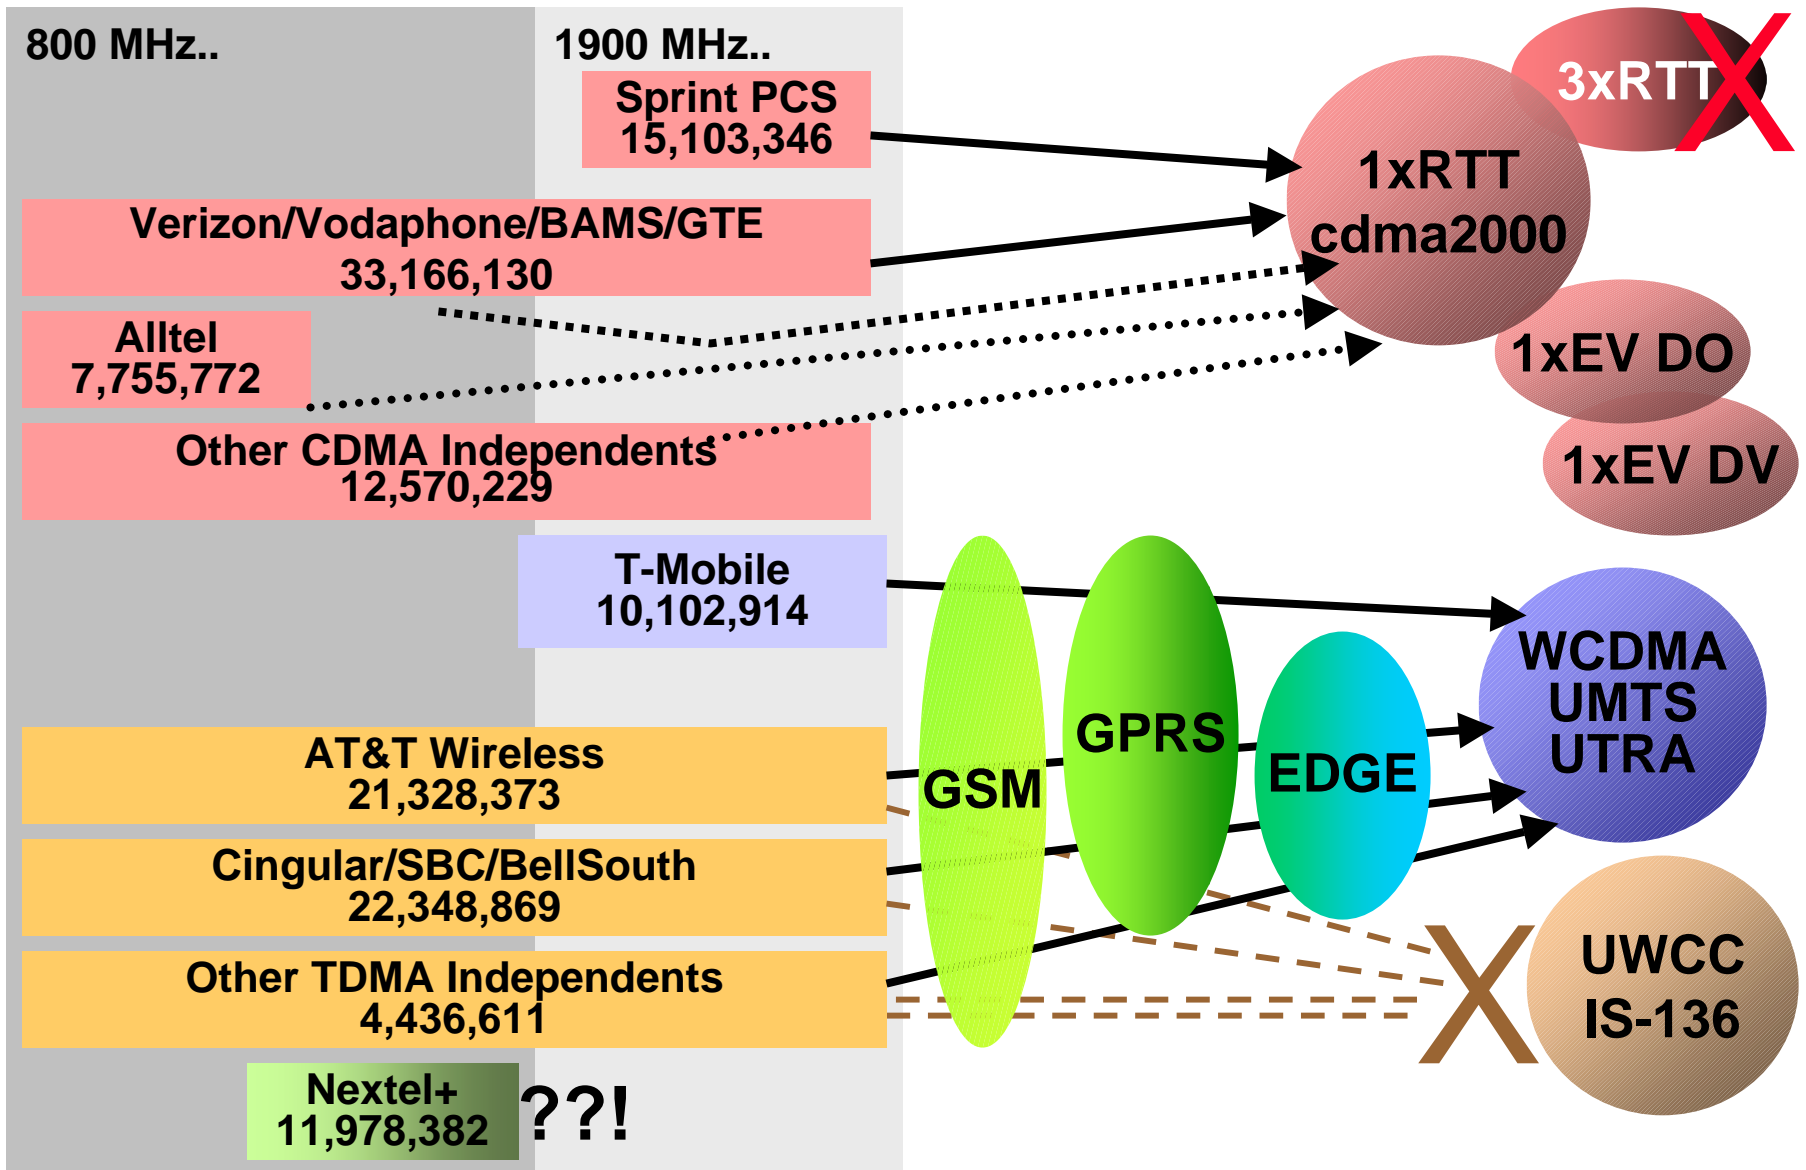 800 MHz..
1900 MHz..
Sprint PCS
15,103,346
Verizon/Vodaphone/BAMS/GTE
33,166,130
Alltel
7,755,772
Other CDMA Independents
12,570,229
T-Mobile
10,102,914
AT&T Wireless
21,328,373
Cingular/SBC/BellSouth
22,348,869
Other TDMA Independents
4,436,611
Nextel+
11,978,382
??!
GSM
GPRS
EDGE
3xRTT
X
1xRTT
cdma2000
1xEV DO
1xEV DV
WCDMA
UMTS
UTRA
X
UWCC
IS-136